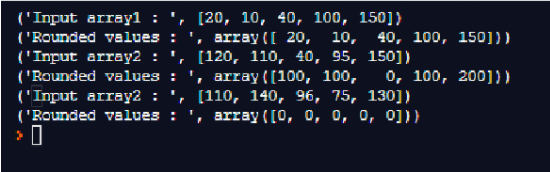 ('Input array1 : ', [20, 10, 40, 100, 150])
('Rounded values : ', array([ 20,  10,  40, 100, 150]))
('Input array2 : ', [120, 110, 40, 95, 150])
('Rounded values : ', array([100, 100,   0, 100, 200]))
('Input array2 : ', [110, 140, 96, 75, 130])
('Rounded values : ', array([0, 0, 0, 0, 0]))
>